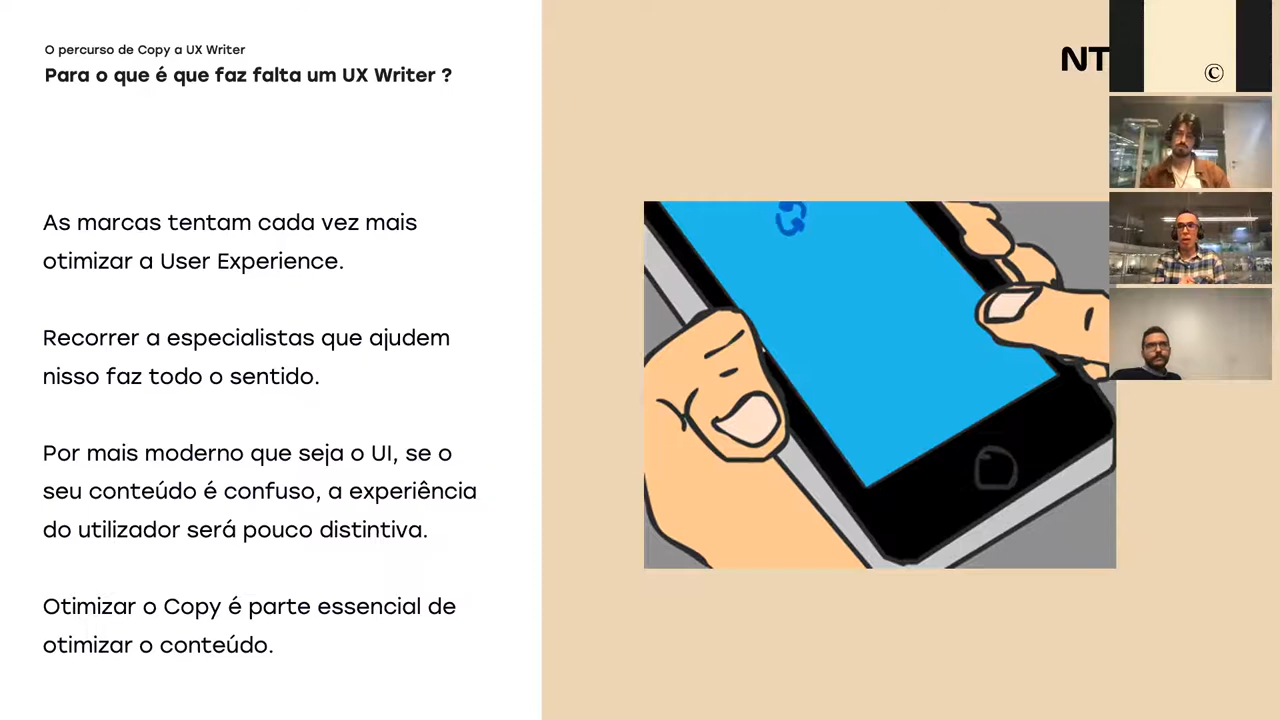 O percurso de Copy a UX Writer
Para o que é que faz falta um UX Writer ?
NT
©
As marcas tentam cada vez mais
otimizar a User Experience.
Recorrer a especialistas que ajudem
nisso faz todo o sentido.
Por mais moderno que seja o UI, se o
seu conteúdo é confuso, a experiência
do utilizador será pouco distintiva.
Otimizar o Copy é parte essencial de
otimizar o conteúdo.